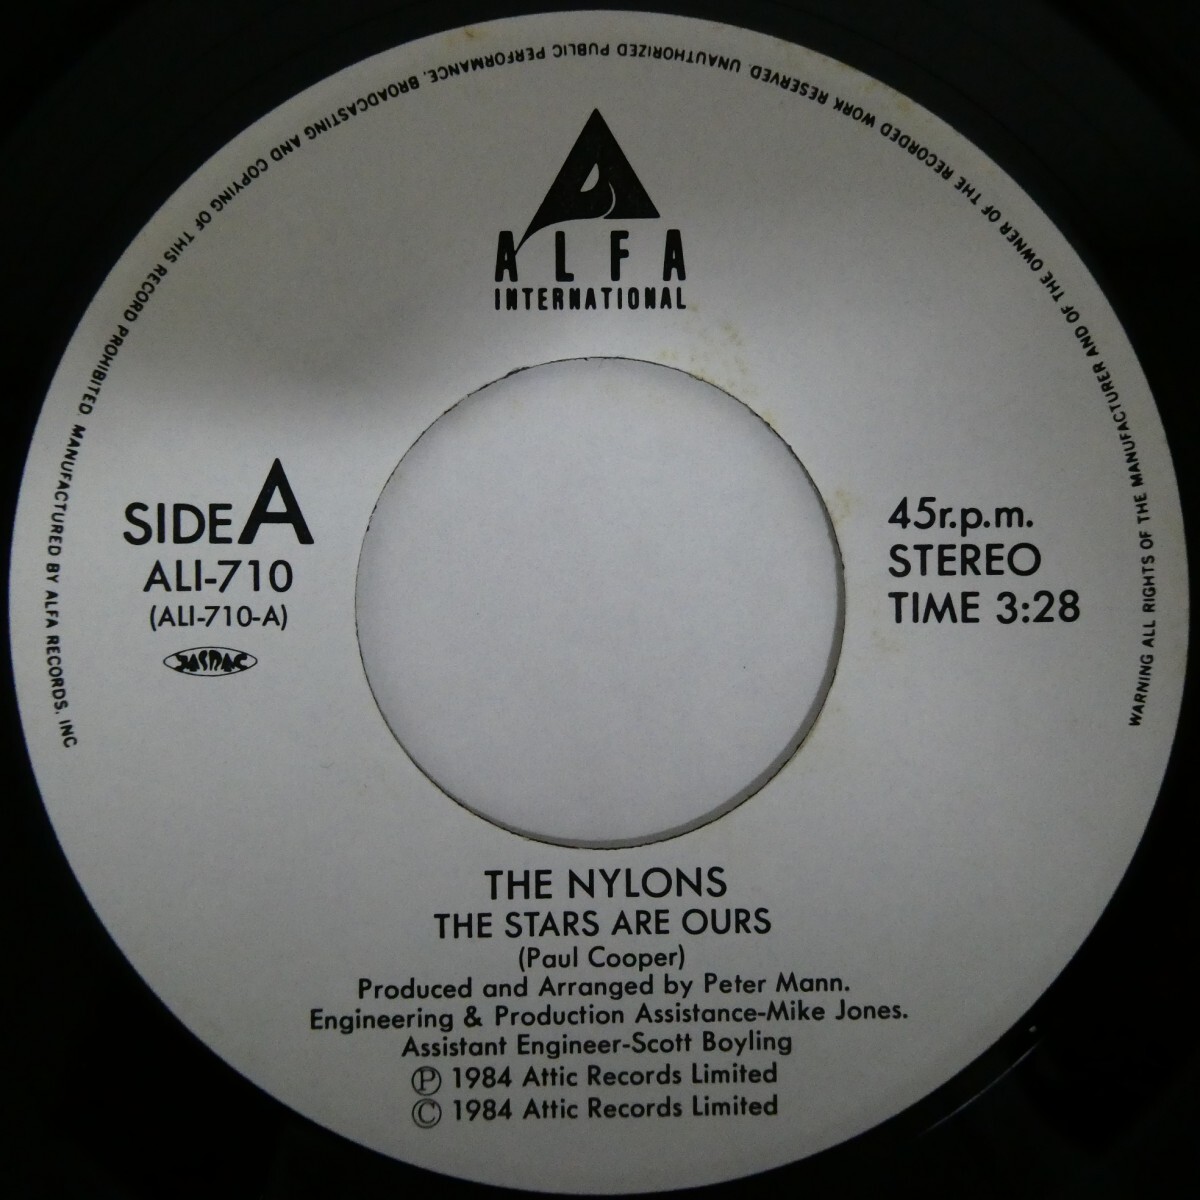 WARNING ALL RIGHTS OF THE MANUFACTURER AND OF THE OWNER OF THE RECORDED WORK RESERVED. UNAUTHORIZED PUBLIC PERFORMANCE, BROADCASTING AND COPYING OF THIS RECORD PROHIBITED. MANUFACTURED BY ALFA RECORDS, INC
ALFA
INTERNATIONAL
SIDE A
ALI-710
(ALI-710-A)
JASRAC
45r.p.m.
STEREO
TIME 3:28
THE NYLONS
THE STARS ARE OURS
(Paul Cooper)
Produced and Arranged by Peter Mann.
Engineering & Production Assistance-Mike Jones.
Assistant Engineer-Scott Boyling
Ⓟ 1984 Attic Records Limited
© 1984 Attic Records Limited